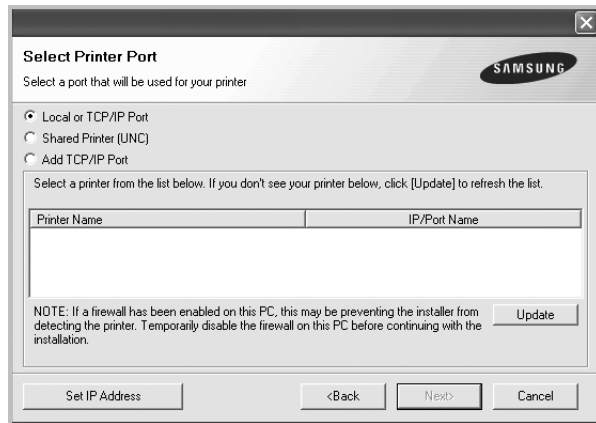 Select Printer Port
Select a port that will be used for your printer
SAMSUNG
Local or TCP/IP Port
Shared Printer (UNC)
Add TCP/IP Port
Select a printer from the list below. If you don't see your printer below, click [Update] to refresh the list.
Printer Name IP/Port Name
NOTE: If a firewall has been enabled on this PC, this may be preventing the installer from
detecting the printer. Temporarily disable the firewall on this PC before continuing with the
installation.
Update
Set IP Address <Back Next> Cancel